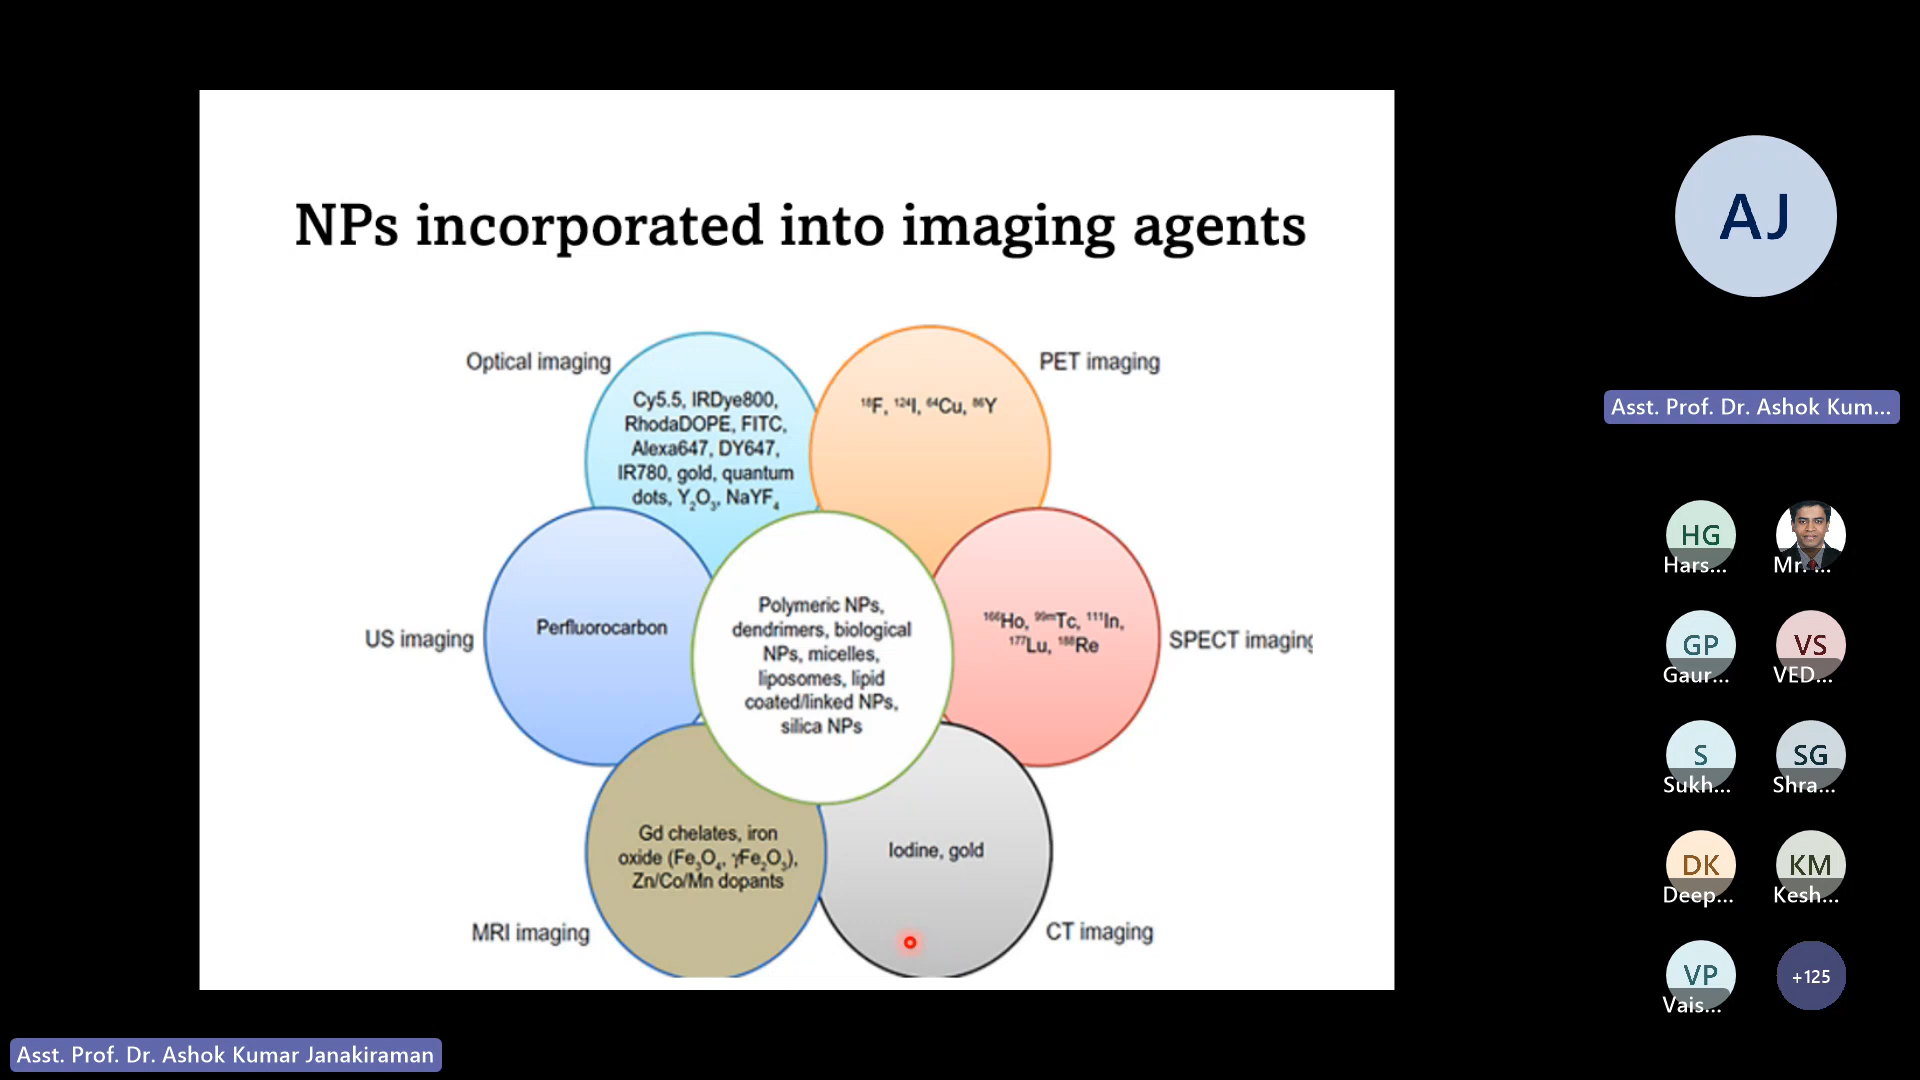 NPs incorporated into imaging agents
Optical imaging
Cy5.5, IRDye800,
RhodaDOPE, FITC,
Alexa647, DY647,
IR780, gold, quantum
dots, Y₂O₃, NaYF₄
PET imaging
¹⁸F, ¹²⁴I, ⁶⁴Cu, ⁸⁶Y
US imaging
Perfluorocarbon
Polymeric NPs,
dendrimers, biological
NPs, micelles,
liposomes, lipid
coated/linked NPs,
silica NPs
¹⁶⁶Ho, ⁹⁹ᵐTc, ¹¹¹In,
¹⁷⁷Lu, ¹⁸⁸Re
SPECT imaging
Gd chelates, iron
oxide (Fe₃O₄, γFe₂O₃),
Zn/Co/Mn dopants
MRI imaging
Iodine, gold
CT imaging
AJ
Asst. Prof. Dr. Ashok Kum...
HG
Hars...
Mr. ...
GP
Gaur...
VS
VED...
S
Sukh...
SG
Shra...
DK
Deep...
KM
Kesh...
VP
Vais...
+125
Asst. Prof. Dr. Ashok Kumar Janakiraman